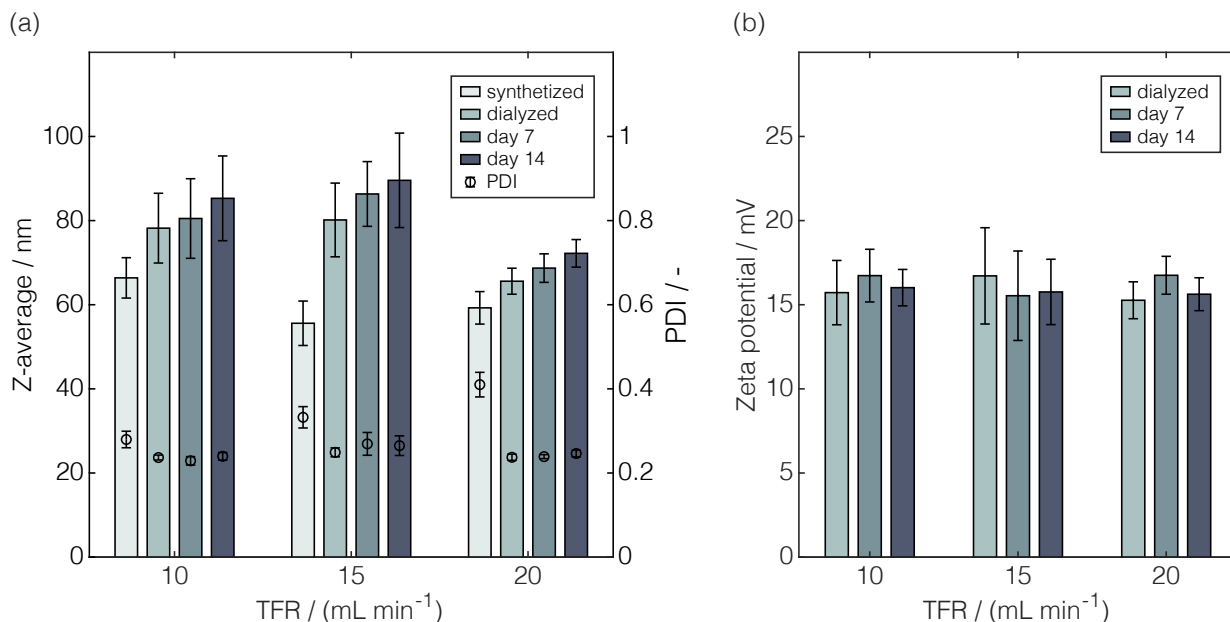 (a)
synthetized
dialyzed
day 7
day 14
PDI
Z-average / nm
100
80
60
40
20
0
1
0.8
0.6
0.4
0.2
0
PDI / -
10
15
20
TFR / (mL min⁻¹)
(b)
dialyzed
day 7
day 14
Zeta potential / mV
25
20
15
10
5
0
10
15
20
TFR / (mL min⁻¹)